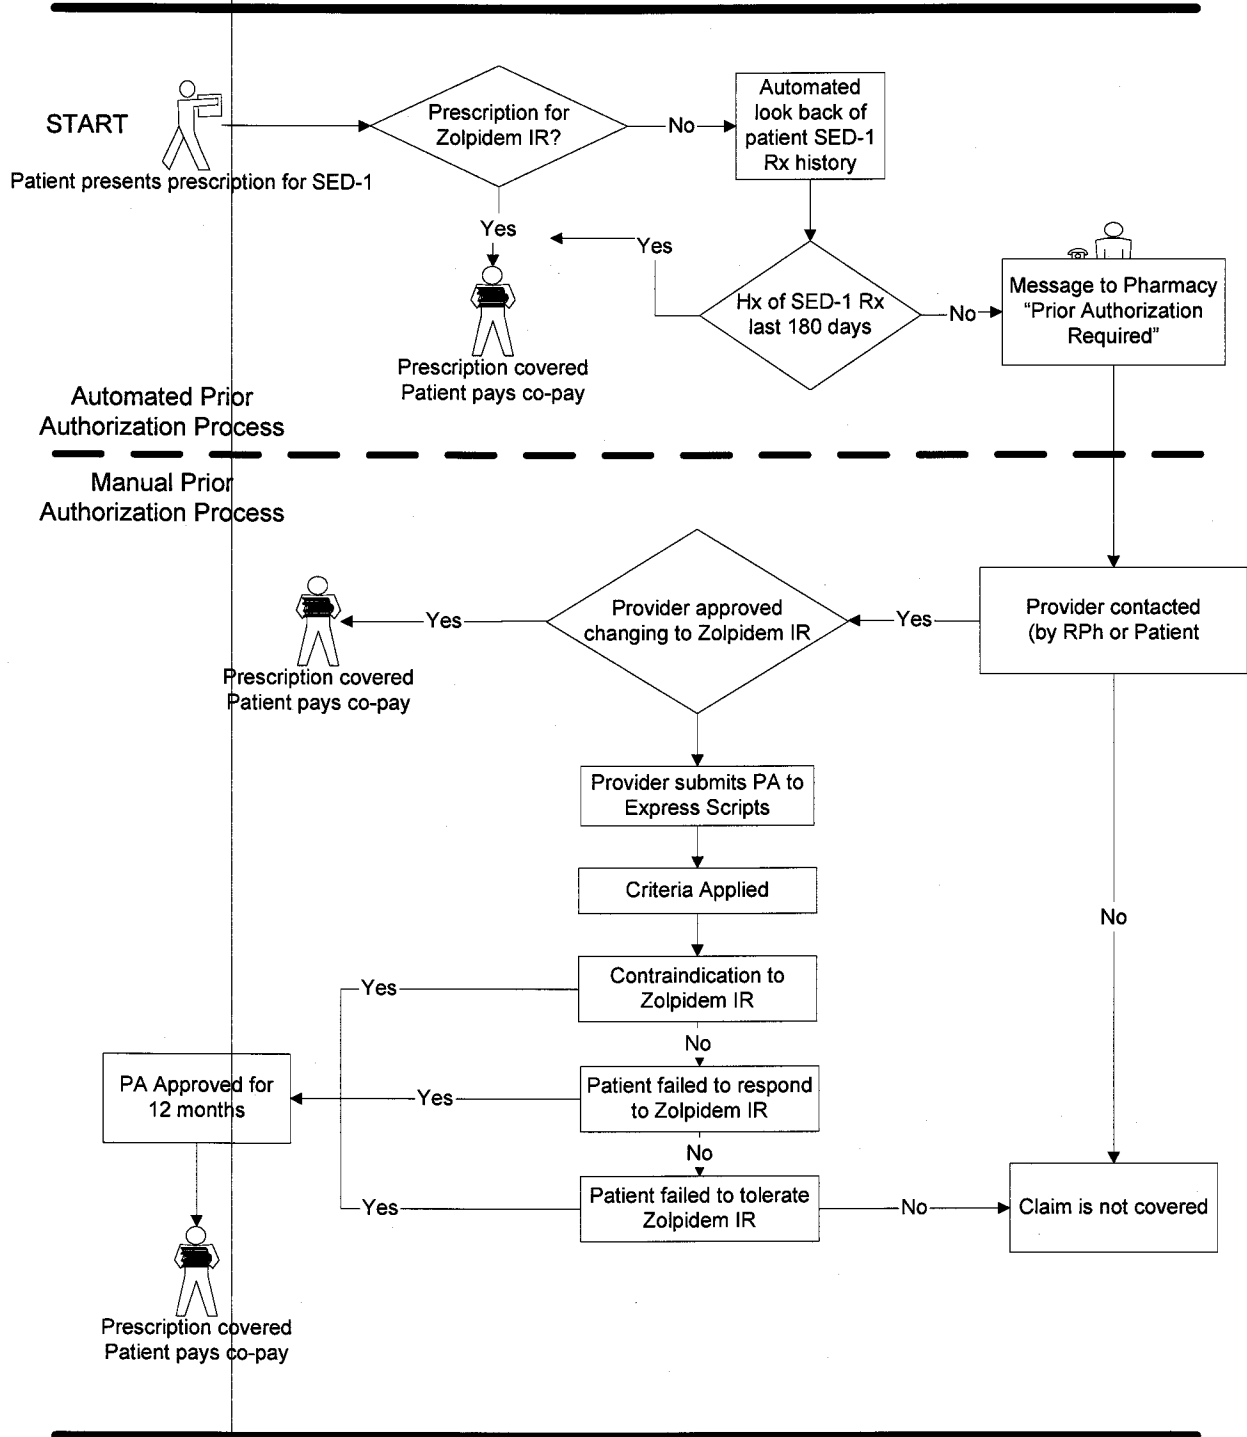 START
Patient presents prescription for SED-1
Prescription for
Zolpidem IR?
No
Automated
look back of
patient SED-1
Rx history
Yes
Yes
Hx of SED-1 Rx
last 180 days
No
Message to Pharmacy
“Prior Authorization
Required”
Prescription covered
Patient pays co-pay
Automated Prior
Authorization Process
Manual Prior
Authorization Process
Provider contacted
(by RPh or Patient
Yes
Provider approved
changing to Zolpidem IR
Yes
Prescription covered
Patient pays co-pay
Provider submits PA to
Express Scripts
Criteria Applied
No
Contraindication to
Zolpidem IR
Yes
No
Patient failed to respond
to Zolpidem IR
Yes
PA Approved for
12 months
No
Patient failed to tolerate
Zolpidem IR
Yes
No
Claim is not covered
Prescription covered
Patient pays co-pay